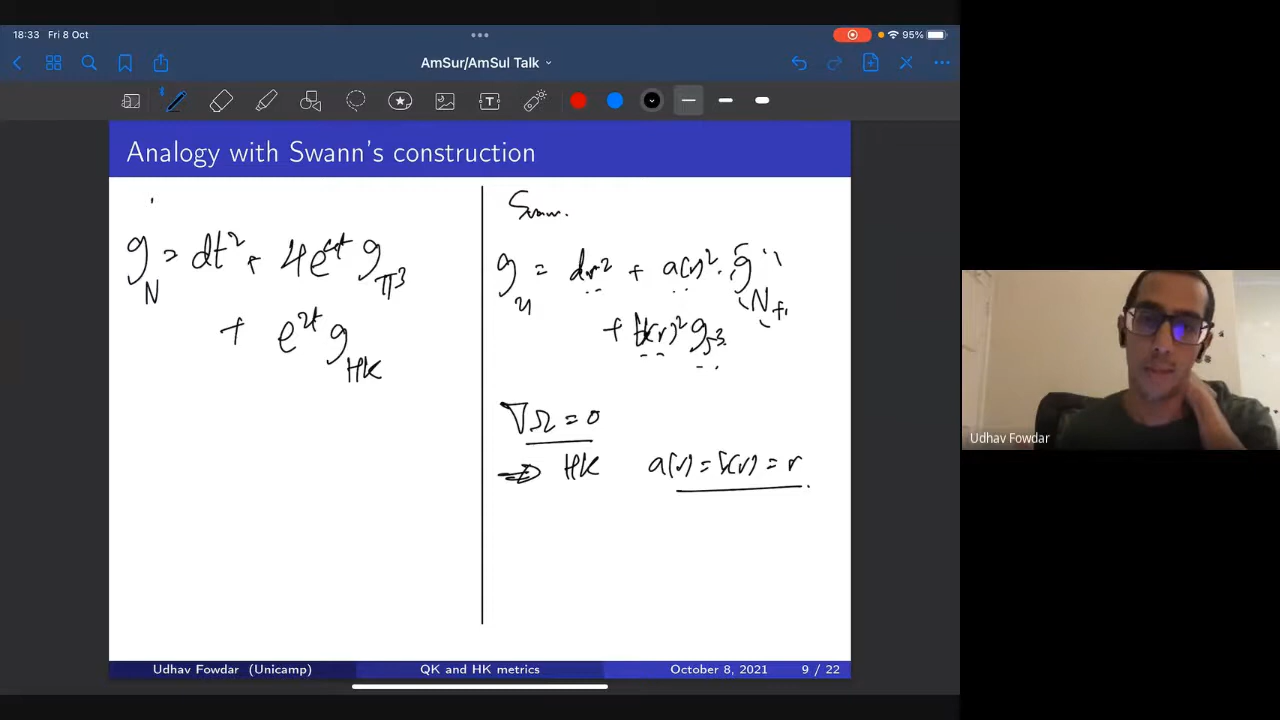 18:33 Fri 8 Oct
95%
AmSur/AmSul Talk
Analogy with Swann's construction
g_N = dt² + 4e^{4t} g_{T³}
+ e^{2t} g_{HK}
Swann.
g_U = dr² + a(r)² · g_N
+ b(r)² g_{S³}
∇Ω = 0
⇒ HK a(r) = b(r) = r
Udhav Fowdar (Unicamp) QK and HK metrics October 8, 2021 9 / 22
Udhav Fowdar